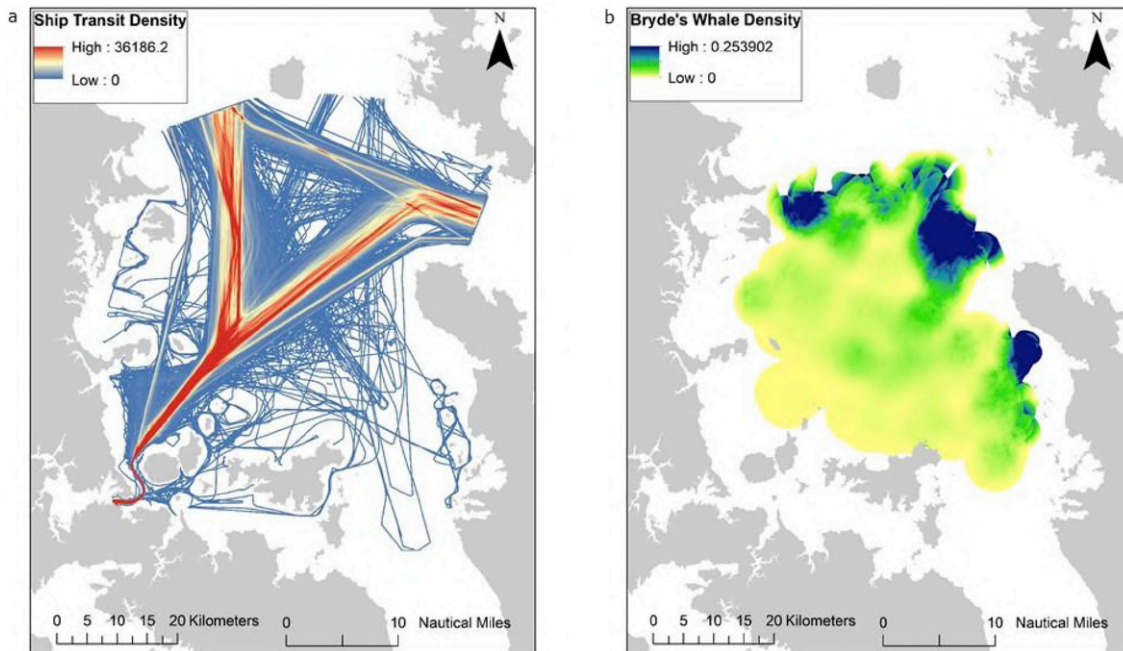 a
Ship Transit Density
High : 36186.2
Low : 0
N
0 5 10 15 20 Kilometers
0 10 Nautical Miles
b
Bryde's Whale Density
High : 0.253902
Low : 0
N
0 5 10 15 20 Kilometers
0 10 Nautical Miles